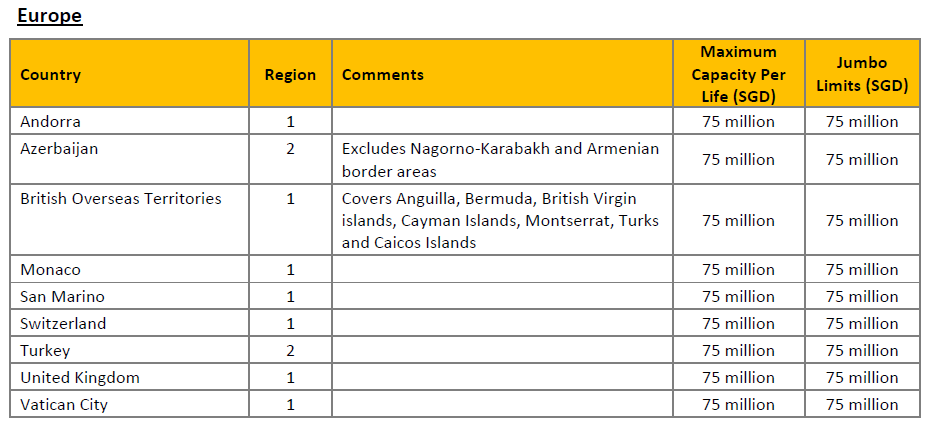 Europe
Country Region Comments Maximum Capacity Per Life (SGD) Jumbo Limits (SGD)
Andorra 1 75 million 75 million
Azerbaijan 2 Excludes Nagorno-Karabakh and Armenian border areas 75 million 75 million
British Overseas Territories 1 Covers Anguilla, Bermuda, British Virgin islands, Cayman Islands, Montserrat, Turks and Caicos Islands 75 million 75 million
Monaco 1 75 million 75 million
San Marino 1 75 million 75 million
Switzerland 1 75 million 75 million
Turkey 2 75 million 75 million
United Kingdom 1 75 million 75 million
Vatican City 1 75 million 75 million